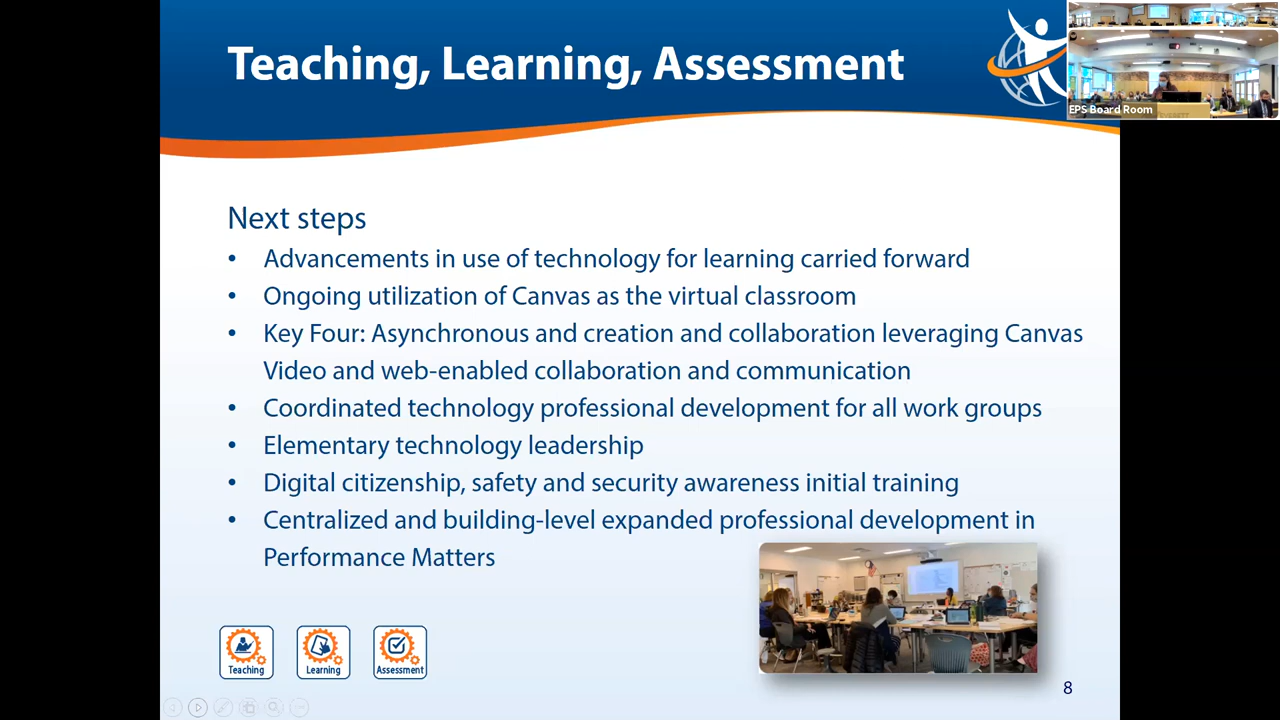 Teaching, Learning, Assessment
EPS Board Room
Next steps
• Advancements in use of technology for learning carried forward
• Ongoing utilization of Canvas as the virtual classroom
• Key Four: Asynchronous and creation and collaboration leveraging Canvas
Video and web-enabled collaboration and communication
• Coordinated technology professional development for all work groups
• Elementary technology leadership
• Digital citizenship, safety and security awareness initial training
• Centralized and building-level expanded professional development in
Performance Matters
Teaching
Learning
Assessment
8